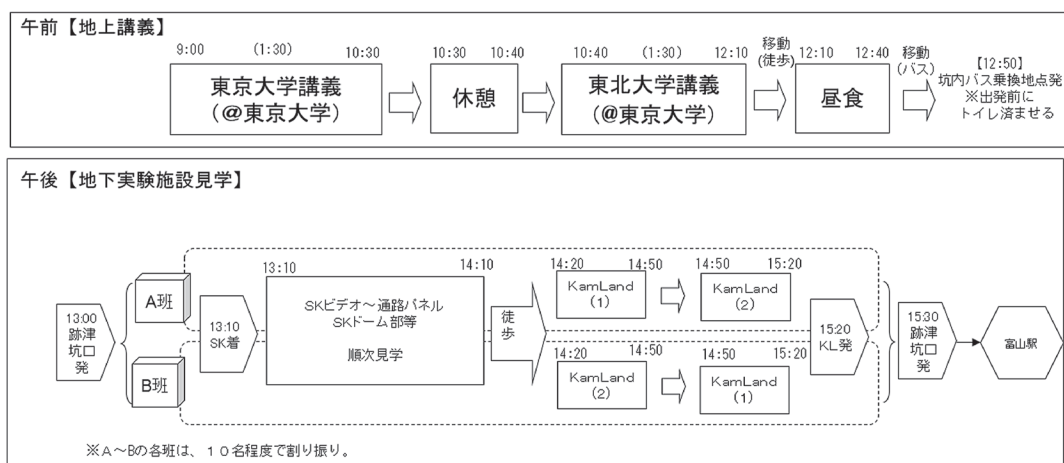 午前【地上講義】
9:00 (1:30) 10:30
東京大学講義
(@東京大学)
10:30 10:40
休憩
10:40 (1:30) 12:10
東北大学講義
(@東京大学)
移動
(徒歩)
12:10 12:40
昼食
移動
(バス)
【12:50】
坑内バス乗換地点発
※出発前に
トイレ済ませる
午後【地下実験施設見学】
13:00
跡津
坑口
発
A班
B班
13:10
SK着
13:10 14:10
SKビデオ～通路パネル
SKドーム部等
順次見学
徒
歩
14:20 14:50
KamLand
(1)
14:50 15:20
KamLand
(2)
14:20 14:50
KamLand
(2)
14:50 15:20
KamLand
(1)
15:20
KL発
15:30
跡津
坑口
発
富山駅
※A～Bの各班は、10名程度で割り振り。